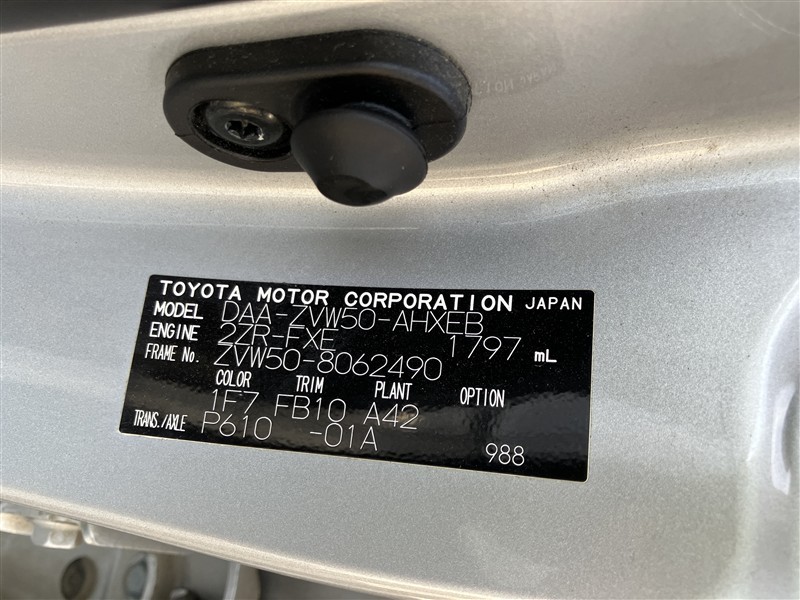 TOYOTA MOTOR CORPORATION JAPAN
MODEL DAA-ZVW50-AHXEB
ENGINE 2ZR-FXE 1797 mL
FRAME No. ZVW50-8062490
COLOR TRIM PLANT OPTION
1F7 FB10 A42
TRANS./AXLE P610 -01A
988